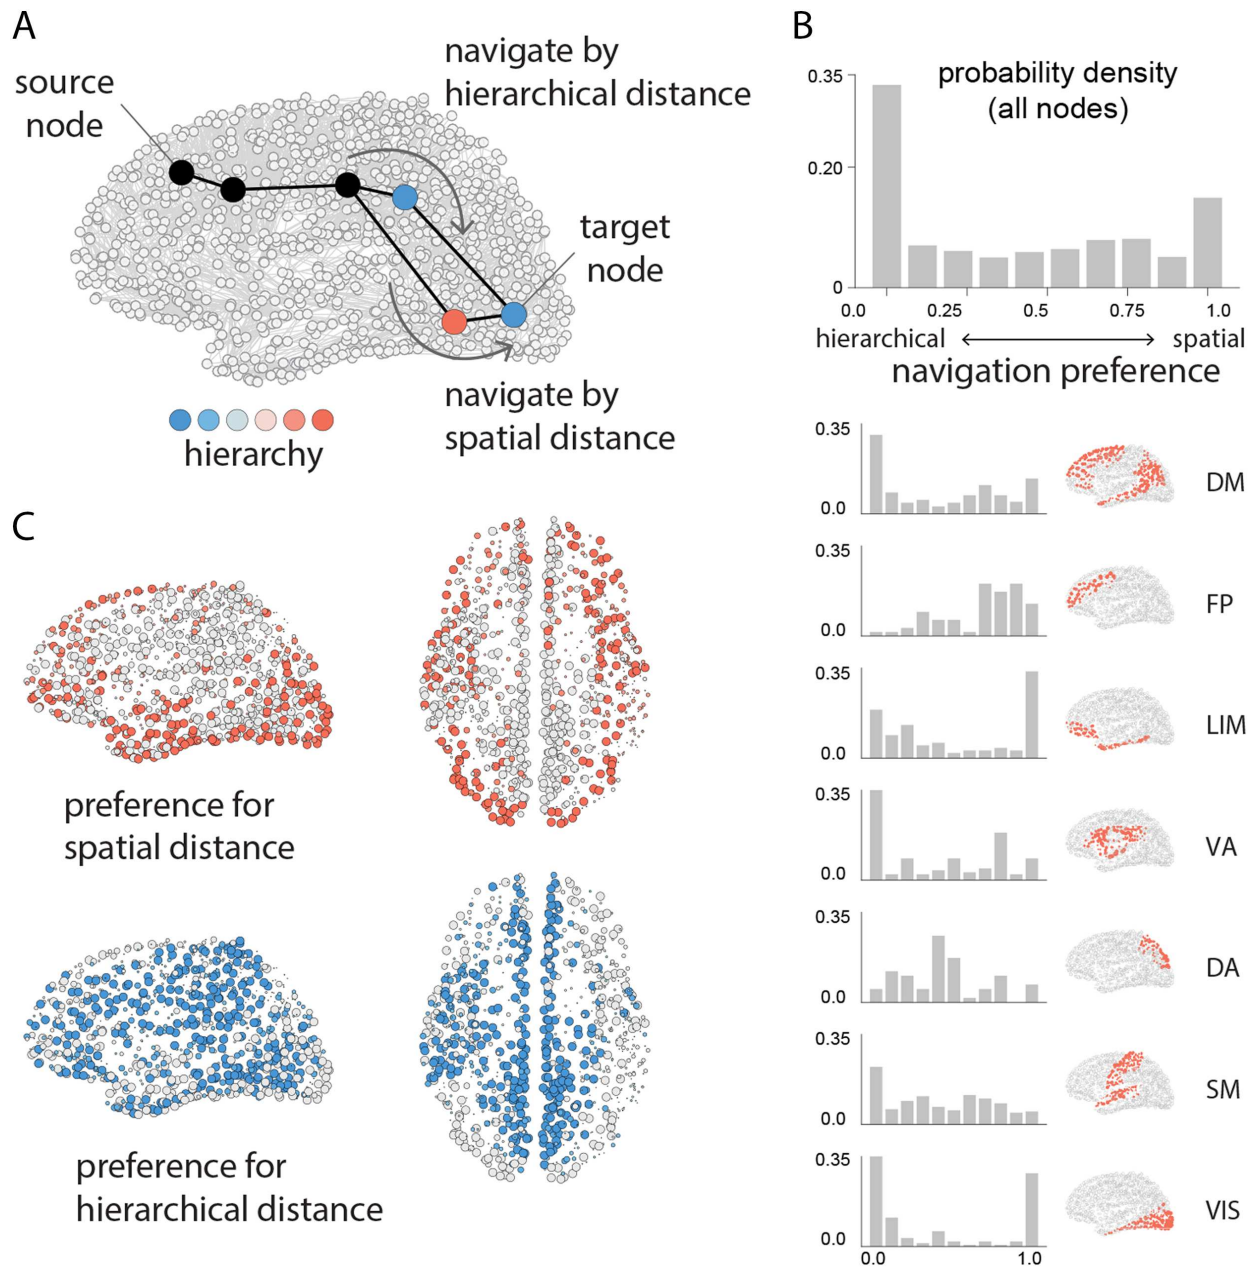 A
source
node
navigate by
hierarchical distance
target
node
navigate by
spatial distance
hierarchy
B
probability density
(all nodes)
0.35
0.20
0
0.0 0.25 0.5 0.75 1.0
hierarchical spatial
navigation preference
0.35
0.0
DM
0.35
0.0
FP
0.35
0.0
LIM
0.35
0.0
VA
0.35
0.0
DA
0.35
0.0
SM
0.35
0.0
VIS
0.0 1.0
C
preference for
spatial distance
preference for
hierarchical distance